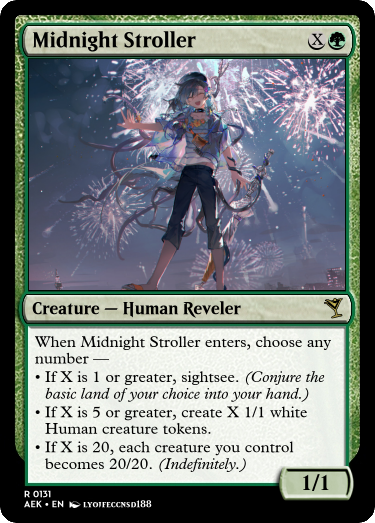 Midnight Stroller
X
Creature — Human Reveler
When Midnight Stroller enters, choose any
number —
• If X is 1 or greater, sightsee. (Conjure the
basic land of your choice into your hand.)
• If X is 5 or greater, create X 1/1 white
Human creature tokens.
• If X is 20, each creature you control
becomes 20/20. (Indefinitely.)
1/1
R 0131
AEK • EN